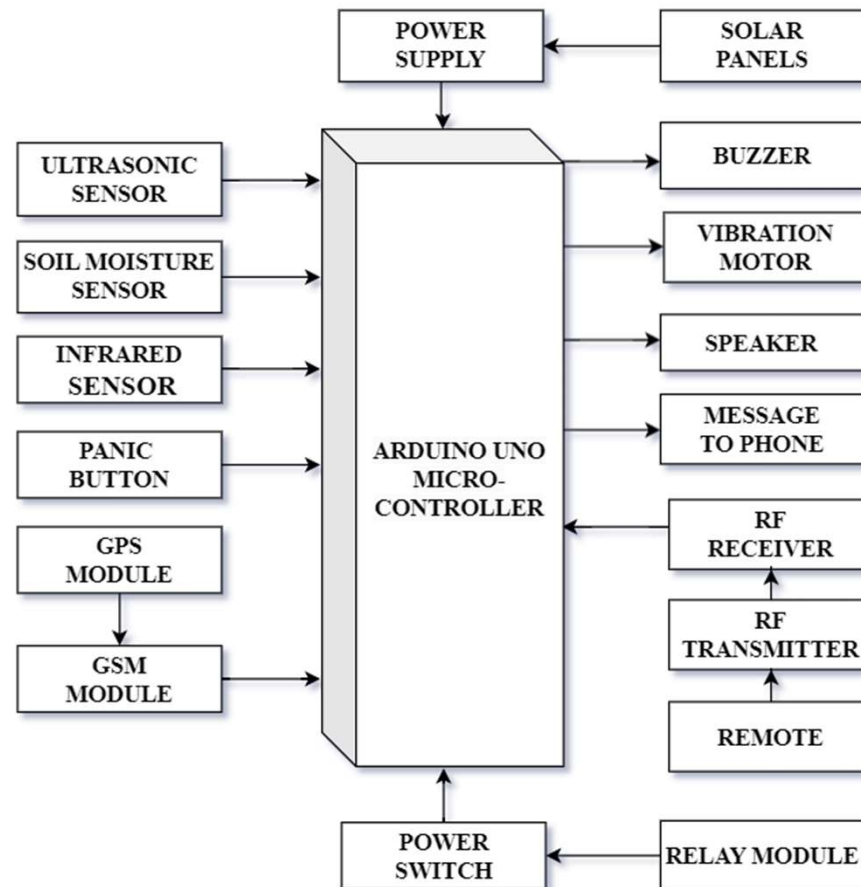 POWER
SUPPLY
SOLAR
PANELS
ULTRASONIC
SENSOR
SOIL MOISTURE
SENSOR
INFRARED
SENSOR
PANIC
BUTTON
GPS
MODULE
GSM
MODULE
ARDUINO UNO
MICRO-
CONTROLLER
BUZZER
VIBRATION
MOTOR
SPEAKER
MESSAGE
TO PHONE
RF
RECEIVER
RF
TRANSMITTER
REMOTE
POWER
SWITCH
RELAY MODULE